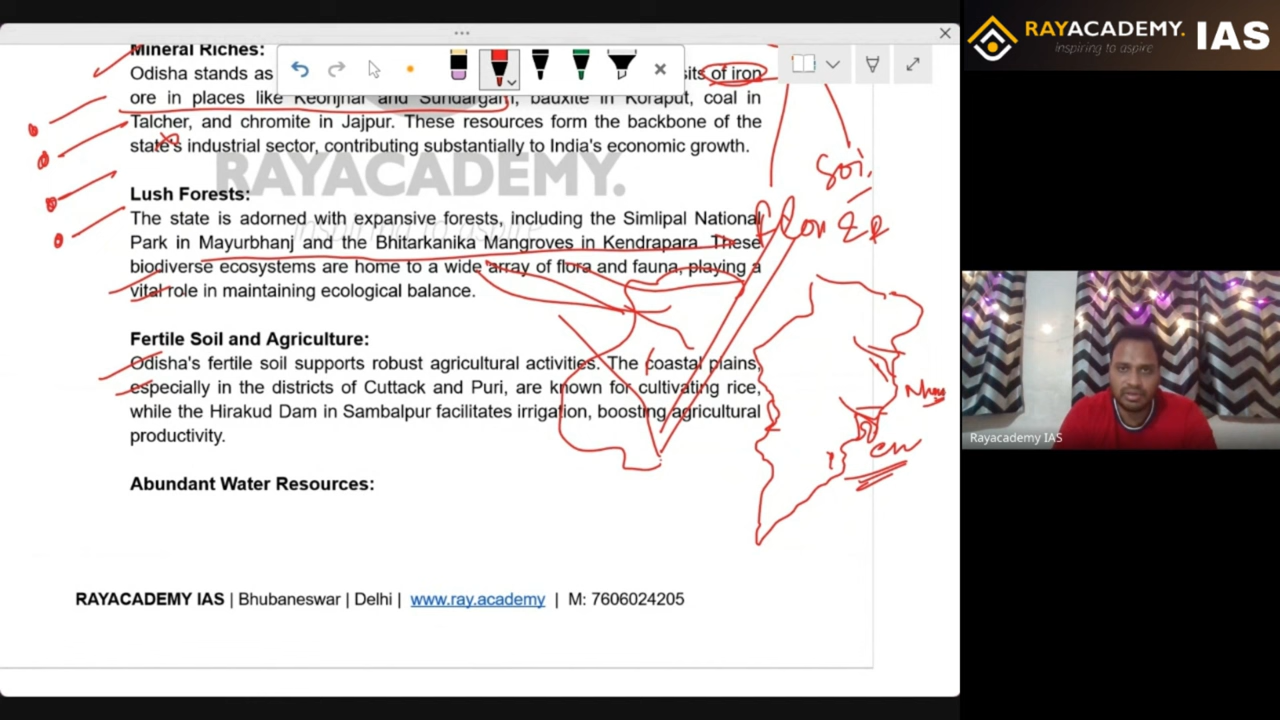 RAYACADEMY. IAS
inspiring to aspire
Mineral Riches:
Odisha stands as sits of iron
ore in places like Keonjhar and Sundargarh, bauxite in Koraput, coal in
Talcher, and chromite in Jajpur. These resources form the backbone of the
state's industrial sector, contributing substantially to India's economic growth.
RAYACADEMY.
Soi
Lush Forests:
The state is adorned with expansive forests, including the Simlipal National
inspiring to aspire
Park in Mayurbhanj and the Bhitarkanika Mangroves in Kendrapara. These
biodiverse ecosystems are home to a wide array of flora and fauna, playing a
vital role in maintaining ecological balance.
Fertile Soil and Agriculture:
Odisha's fertile soil supports robust agricultural activities. The coastal plains,
especially in the districts of Cuttack and Puri, are known for cultivating rice,
while the Hirakud Dam in Sambalpur facilitates irrigation, boosting agricultural
productivity.
Abundant Water Resources:
RAYACADEMY IAS | Bhubaneswar | Delhi | www.ray.academy | M: 7606024205
Rayacademy IAS